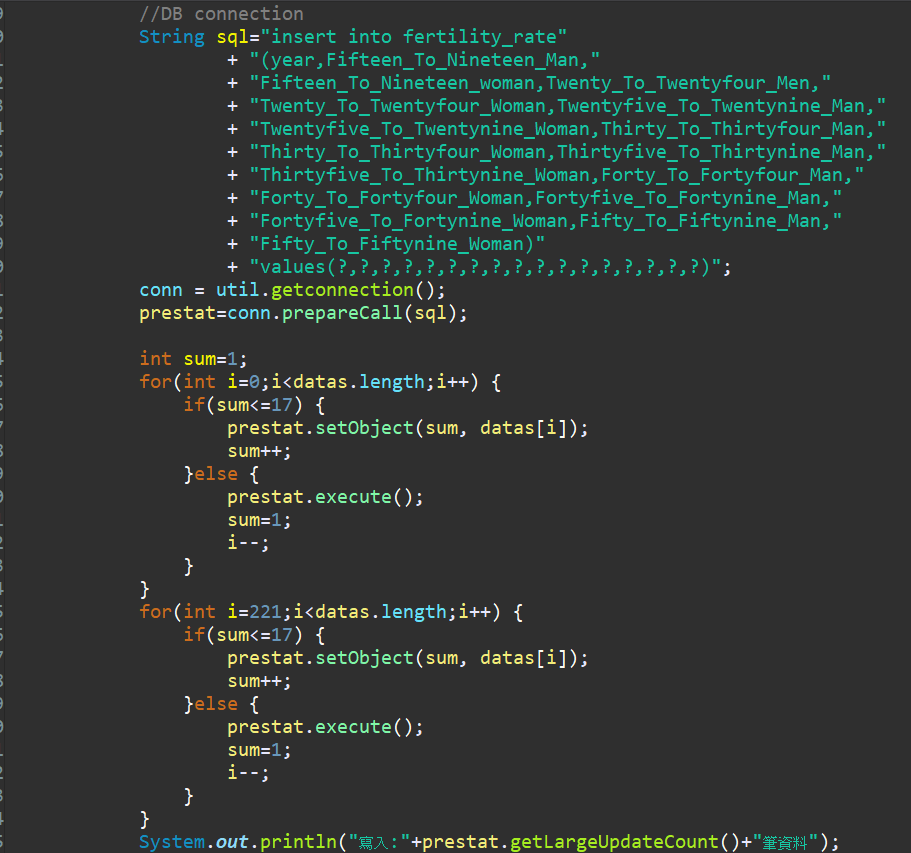 //DB connection
String sql="insert into fertility_rate"
+ "(year,Fifteen_To_Nineteen_Man,"
+ "Fifteen_To_Nineteen_woman,Twenty_To_Twentyfour_Men,"
+ "Twenty_To_Twentyfour_Woman,Twentyfive_To_Twentynine_Man,"
+ "Twentyfive_To_Twentynine_Woman,Thirty_To_Thirtyfour_Man,"
+ "Thirty_To_Thirtyfour_Woman,Thirtyfive_To_Thirtynine_Man,"
+ "Thirtyfive_To_Thirtynine_Woman,Forty_To_Fortyfour_Man,"
+ "Forty_To_Fortyfour_Woman,Fortyfive_To_Fortynine_Man,"
+ "Fortyfive_To_Fortynine_Woman,Fifty_To_Fiftynine_Man,"
+ "Fifty_To_Fiftynine_Woman)"
+ "values(?,?,?,?,?,?,?,?,?,?,?,?,?,?,?,?,?)";
conn = util.getconnection();
prestat=conn.prepareCall(sql);
int sum=1;
for(int i=0;i<datas.length;i++) {
if(sum<=17) {
prestat.setObject(sum, datas[i]);
sum++;
}else {
prestat.execute();
sum=1;
i--;
}
}
for(int i=221;i<datas.length;i++) {
if(sum<=17) {
prestat.setObject(sum, datas[i]);
sum++;
}else {
prestat.execute();
sum=1;
i--;
}
}
System.out.println("寫入:"+prestat.getLargeUpdateCount()+"筆資料");